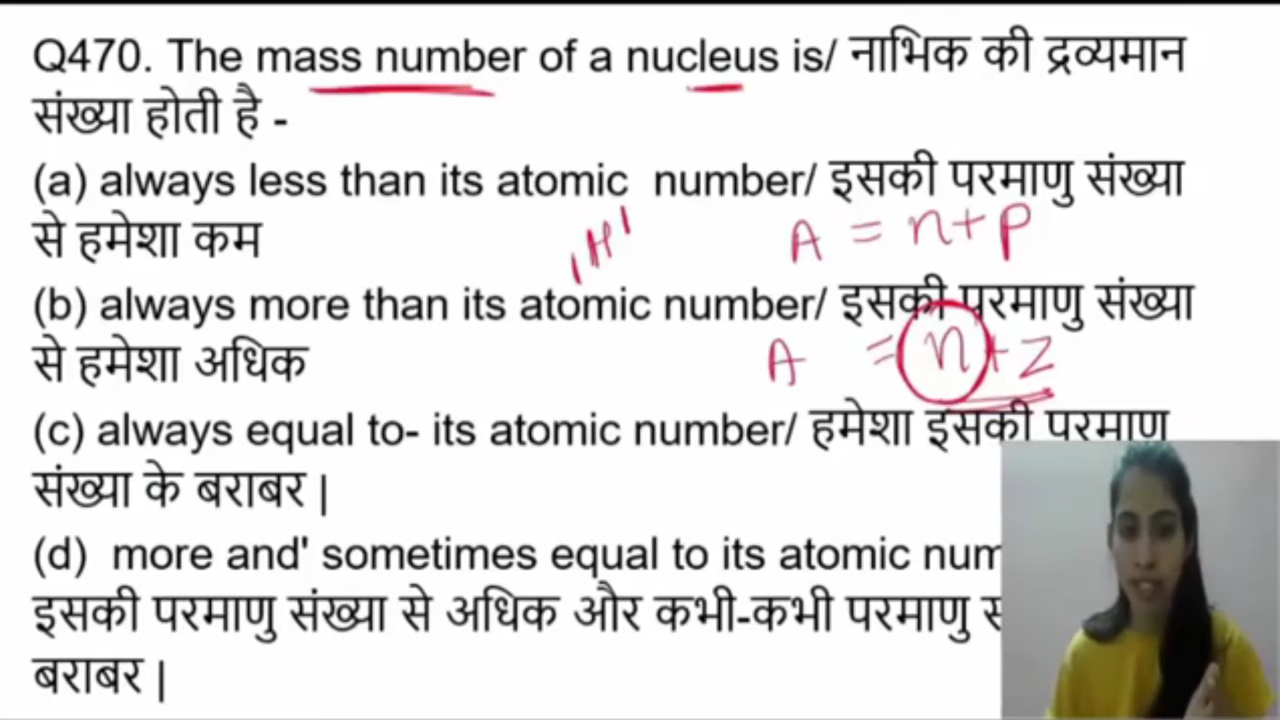 Q470. The mass number of a nucleus is/ नाभिक की द्रव्यमान
संख्या होती है -
(a) always less than its atomic number/ इसकी परमाणु संख्या
से हमेशा कम
A = n+p
₁H¹
(b) always more than its atomic number/ इसकी परमाणु संख्या
से हमेशा अधिक
A = n+z
(c) always equal to- its atomic number/ हमेशा इसकी परमाणु
संख्या के बराबर |
(d) more and' sometimes equal to its atomic num
इसकी परमाणु संख्या से अधिक और कभी-कभी परमाणु स
बराबर |